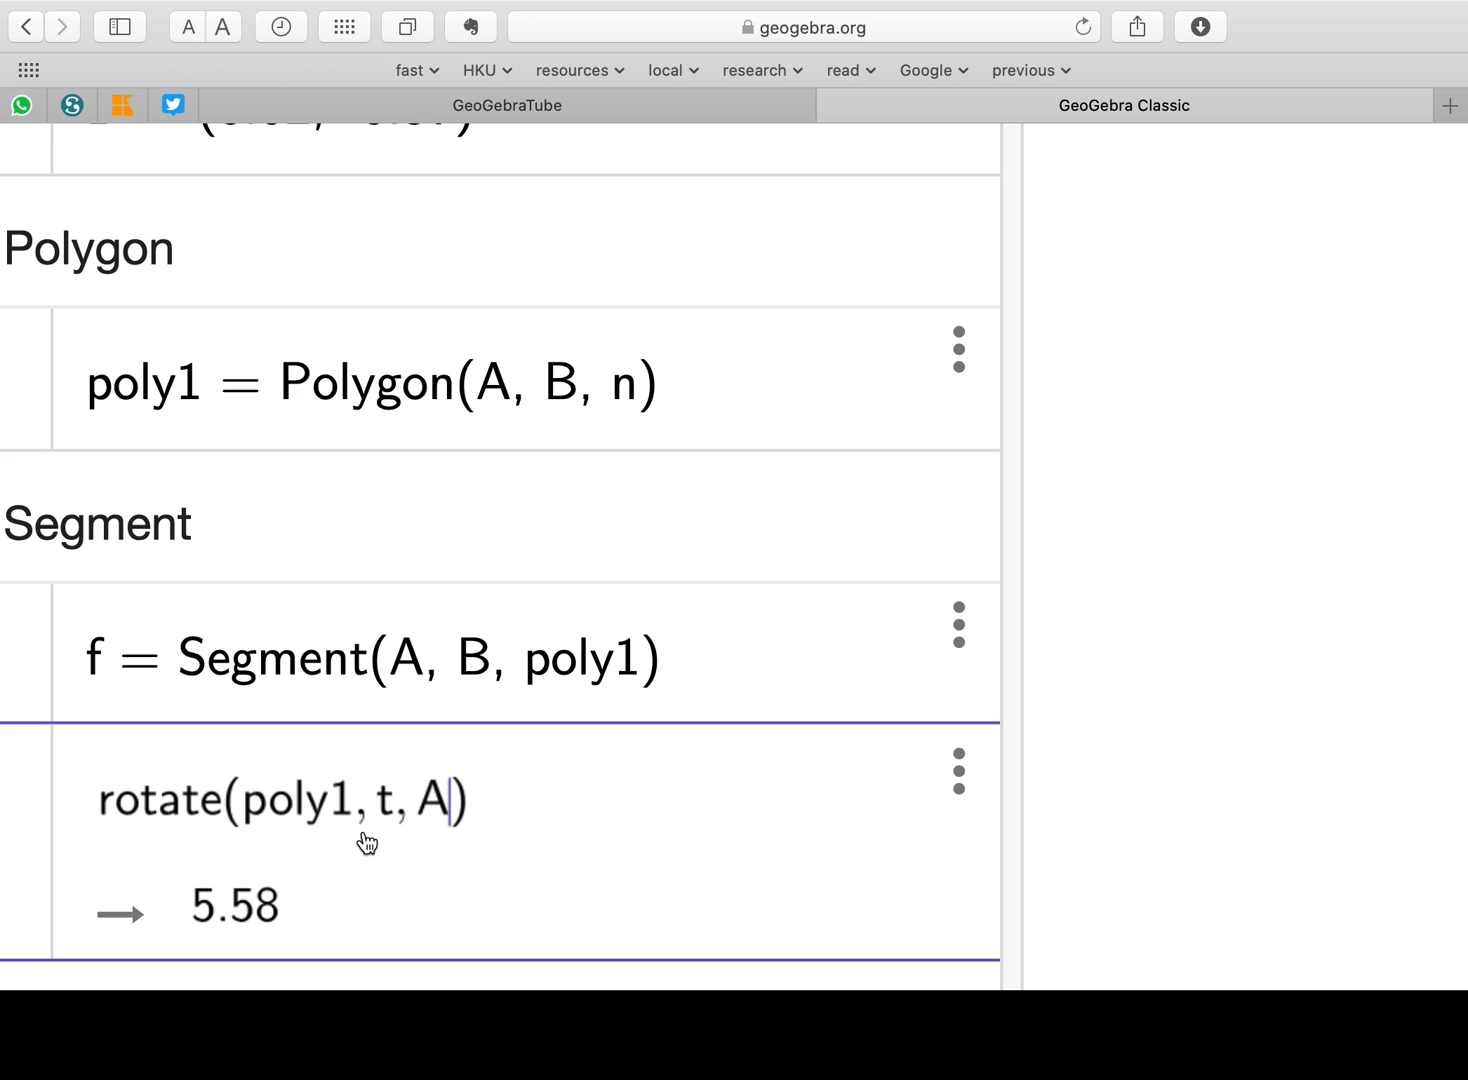 A A
geogebra.org
fast HKU resources local research read Google previous
GeoGebraTube GeoGebra Classic
Polygon
poly1 = Polygon(A, B, n)
Segment
f = Segment(A, B, poly1)
rotate(poly1, t, A)
→ 5.58